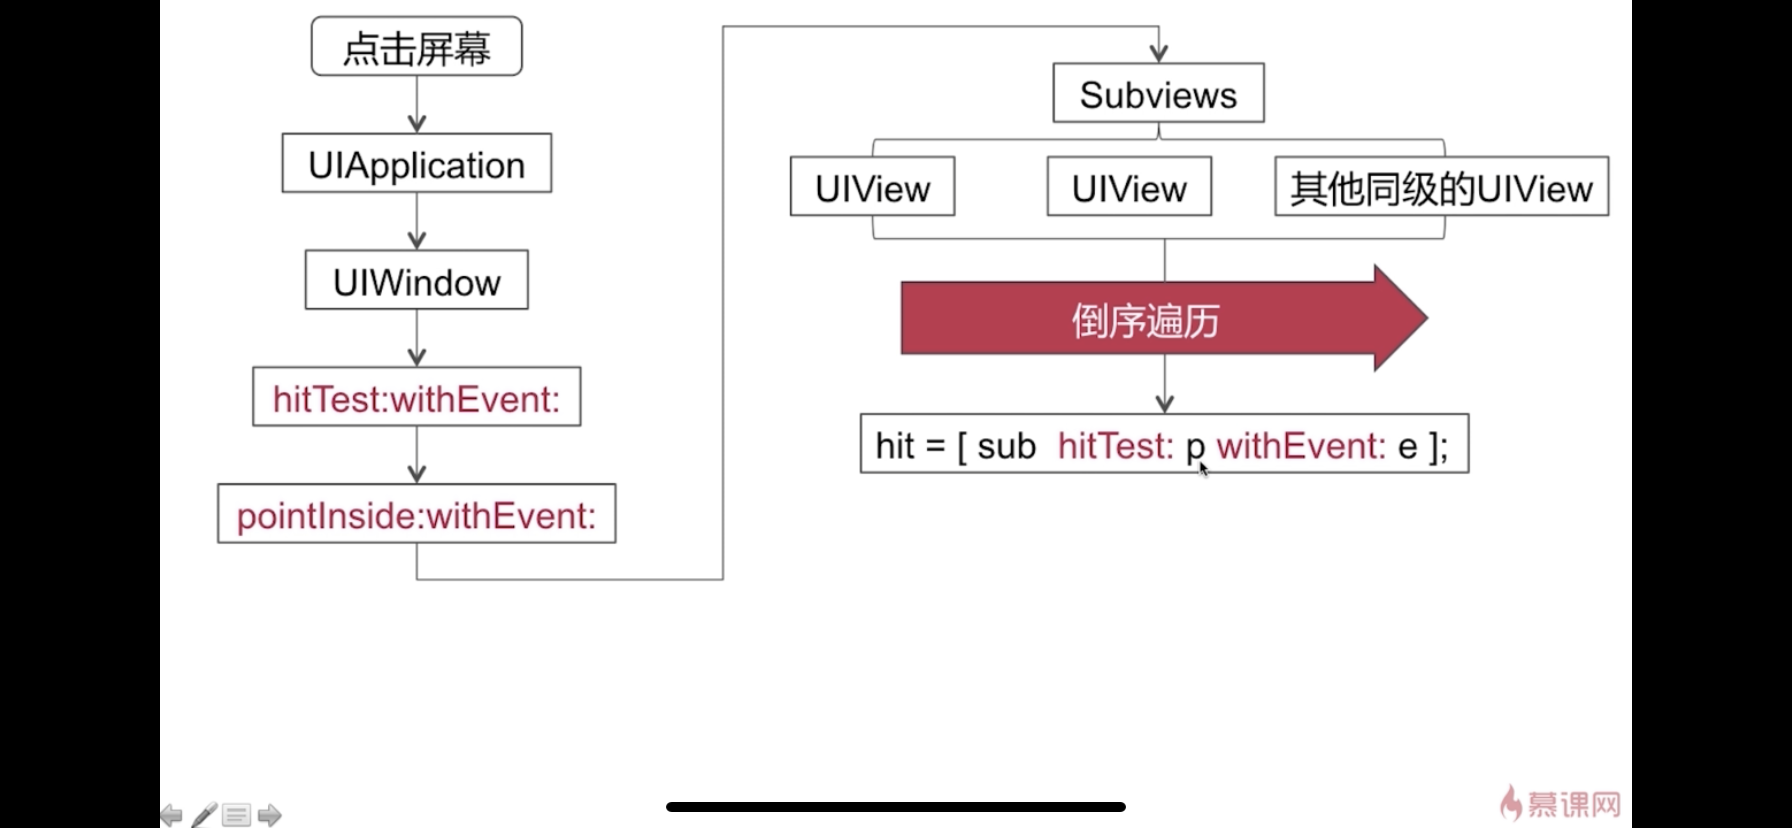 点击屏幕
UIApplication
UIWindow
hitTest:withEvent:
pointInside:withEvent:
Subviews
UIView
UIView
其他同级的UIView
倒序遍历
hit = [ sub hitTest: p withEvent: e ];
慕课网